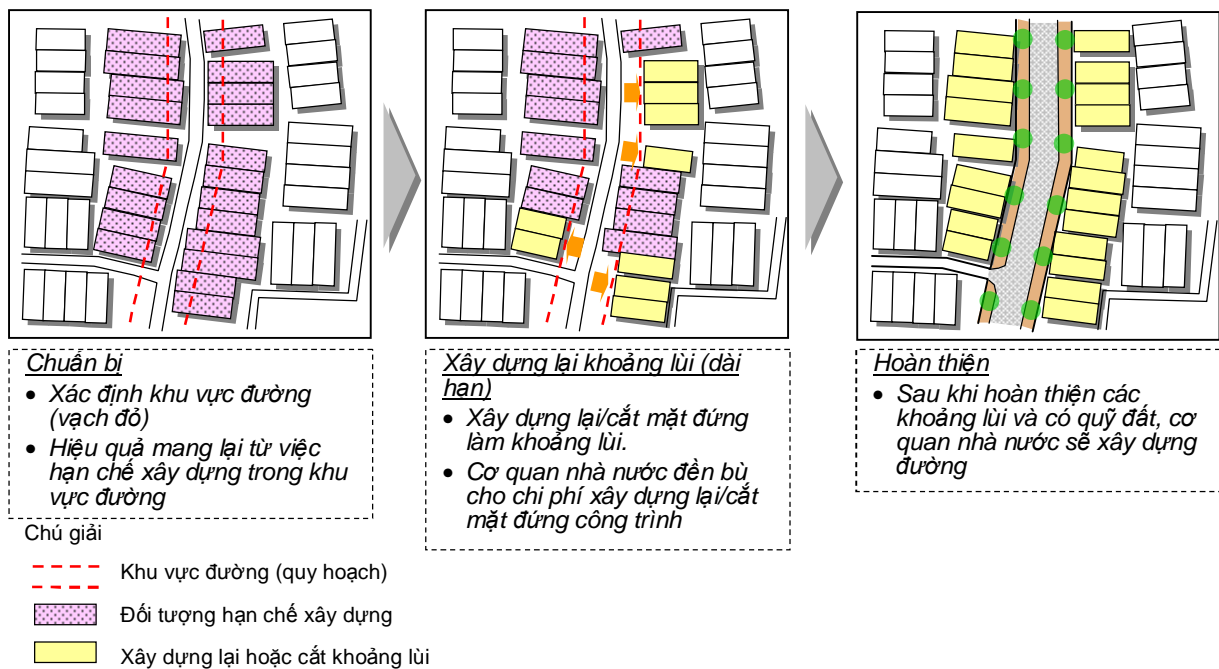 Chuẩn bị
• Xác định khu vực đường
(vạch đỏ)
• Hiệu quả mang lại từ việc
hạn chế xây dựng trong khu
vực đường
Xây dựng lại khoảng lùi (dài
hạn)
• Xây dựng lại/cắt mặt đứng
làm khoảng lùi.
• Cơ quan nhà nước đền bù
cho chi phí xây dựng lại/cắt
mặt đứng công trình
Hoàn thiện
• Sau khi hoàn thiện các
khoảng lùi và có quỹ đất, cơ
quan nhà nước sẽ xây dựng
đường
Chú giải
Khu vực đường (quy hoạch)
Đối tượng hạn chế xây dựng
Xây dựng lại hoặc cắt khoảng lùi